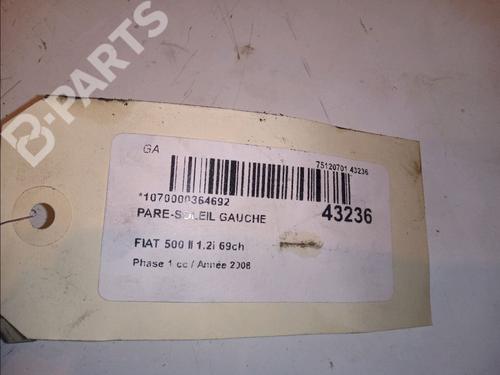 B-PARTS
GA
75120701 43236
*1070000364692
PARE-SOLEIL GAUCHE
43236
FIAT 500 II 1.2i 69ch
Phase 1 cc / Année 2008